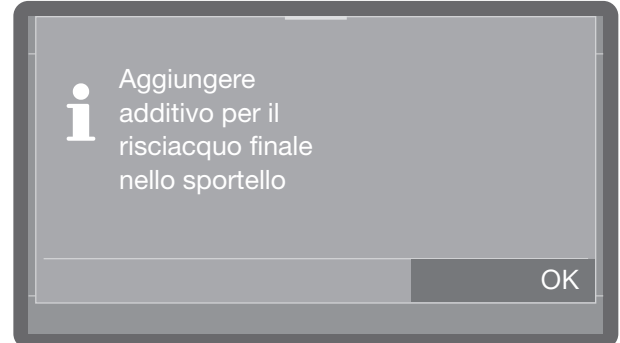 Aggiungere
additivo per il
risciacquo finale
nello sportello
OK